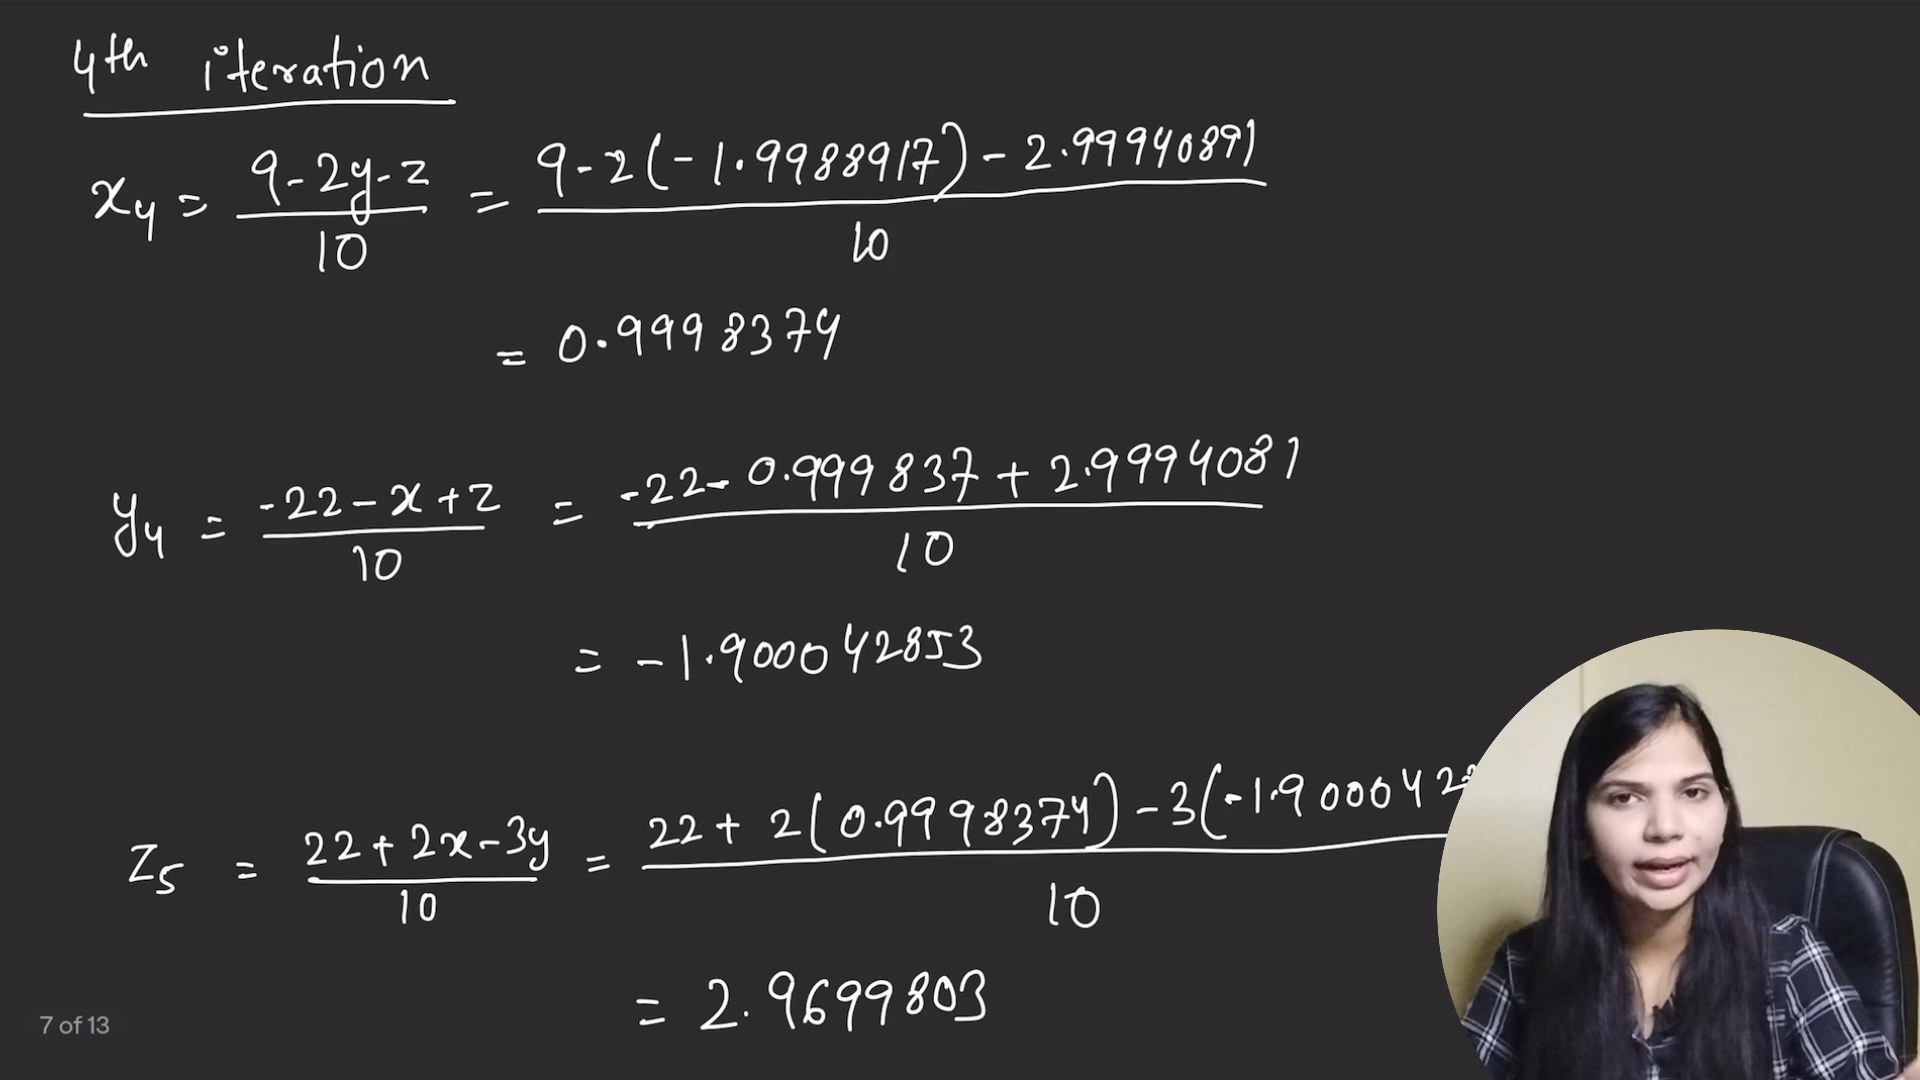 4th iteration
x₄ = (9-2y-z)/10 = (9-2(-1.9988917)-2.99940891)/10
= 0.9998374
y₄ = (-22-x+z)/10 = (-22-0.999837+2.9994081)/10
= -1.900042853
z₅ = (22+2x-3y)/10 = (22+2(0.9998374)-3(-1.900042
= 2.9699803
7 of 13